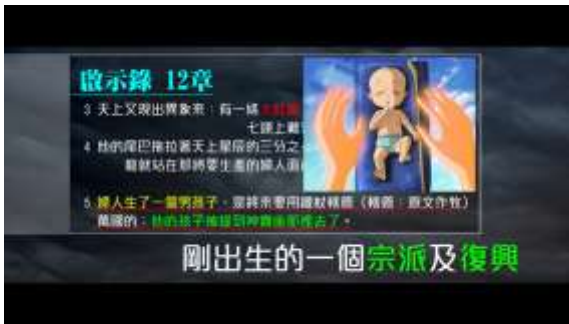 啟示錄 12章
3 天上又現出異象來：有一條大紅龍
七頭上戴
4 他的尾巴拖拉著天上星辰的三分之
龍就站在那將要生產的婦人面
5 婦人生了一個男孩子，是將來要用鐵杖轄管（轄管：原文作牧）
萬國的；他的孩子被提到神寶座那裡去了。
剛出生的一個宗派及復興